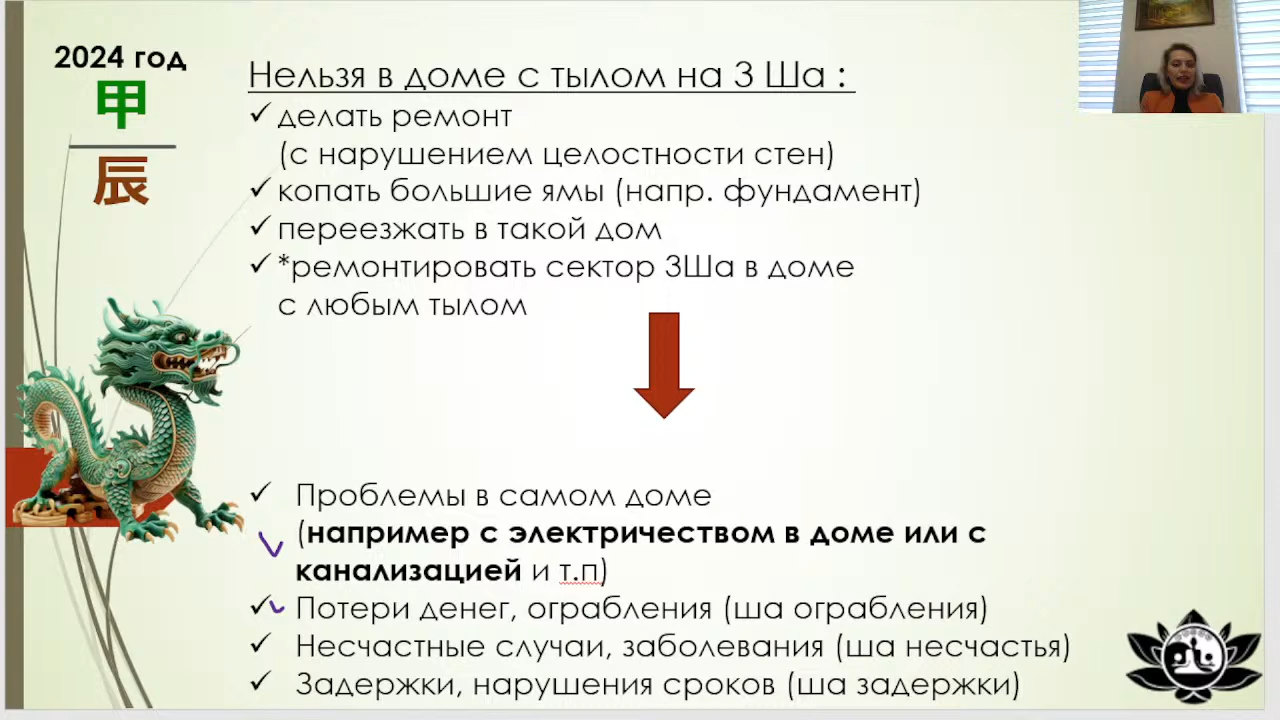 2024 год
甲
辰
Нельзя в доме с тылом на 3 Ша :
✓ делать ремонт
(с нарушением целостности стен)
✓ копать большие ямы (напр. фундамент)
✓ переезжать в такой дом
✓ *ремонтировать сектор 3Ша в доме
с любым тылом
✓ Проблемы в самом доме
(например с электричеством в доме или с
канализацией и т.п)
✓ Потери денег, ограбления (ша ограбления)
✓ Несчастные случаи, заболевания (ша несчастья)
✓ Задержки, нарушения сроков (ша задержки)